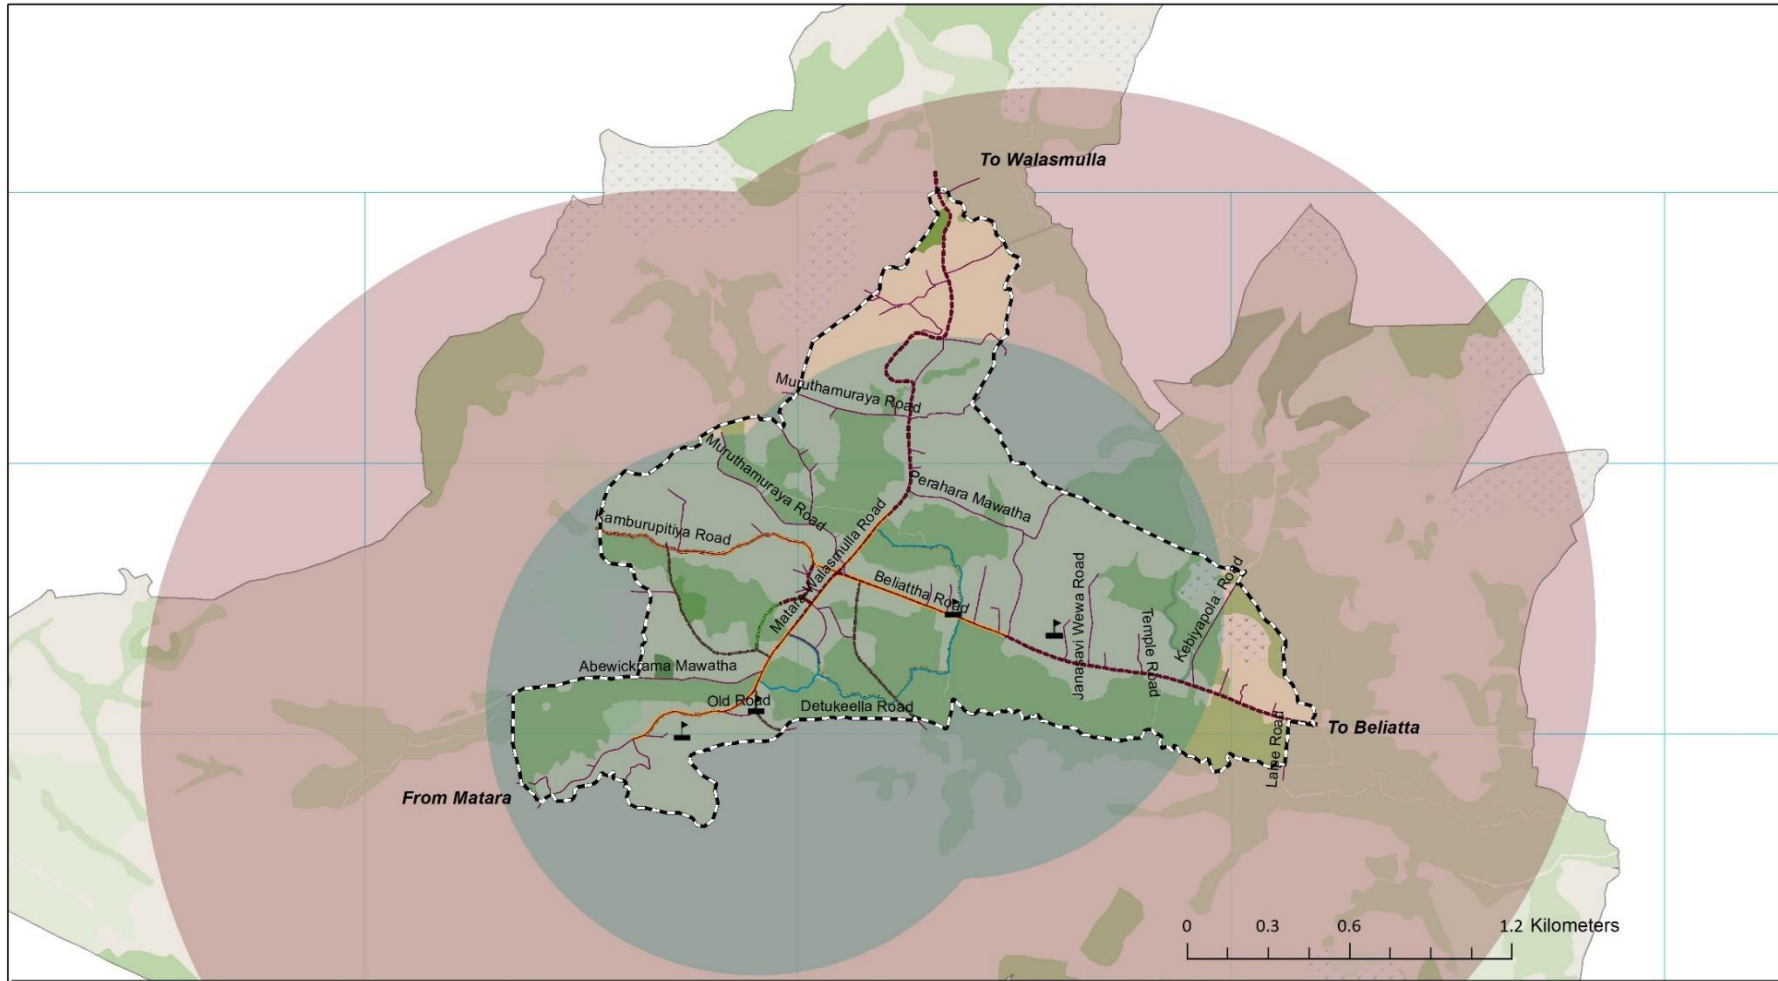 To Walasmulla
Muruthamuraya Road
Muruthamuraya Road
Perahara Mawatha
Kamburupitiya Road
Matara Walasmulla Road
Beliattha Road
Janasavi Wewa Road
Temple Road
Kebiyapola Road
Abewickrama Mawatha
Old Road
Detukeella Road
To Beliatta
Lalpe Road
From Matara
0 0.3 0.6 1.2 Kilometers